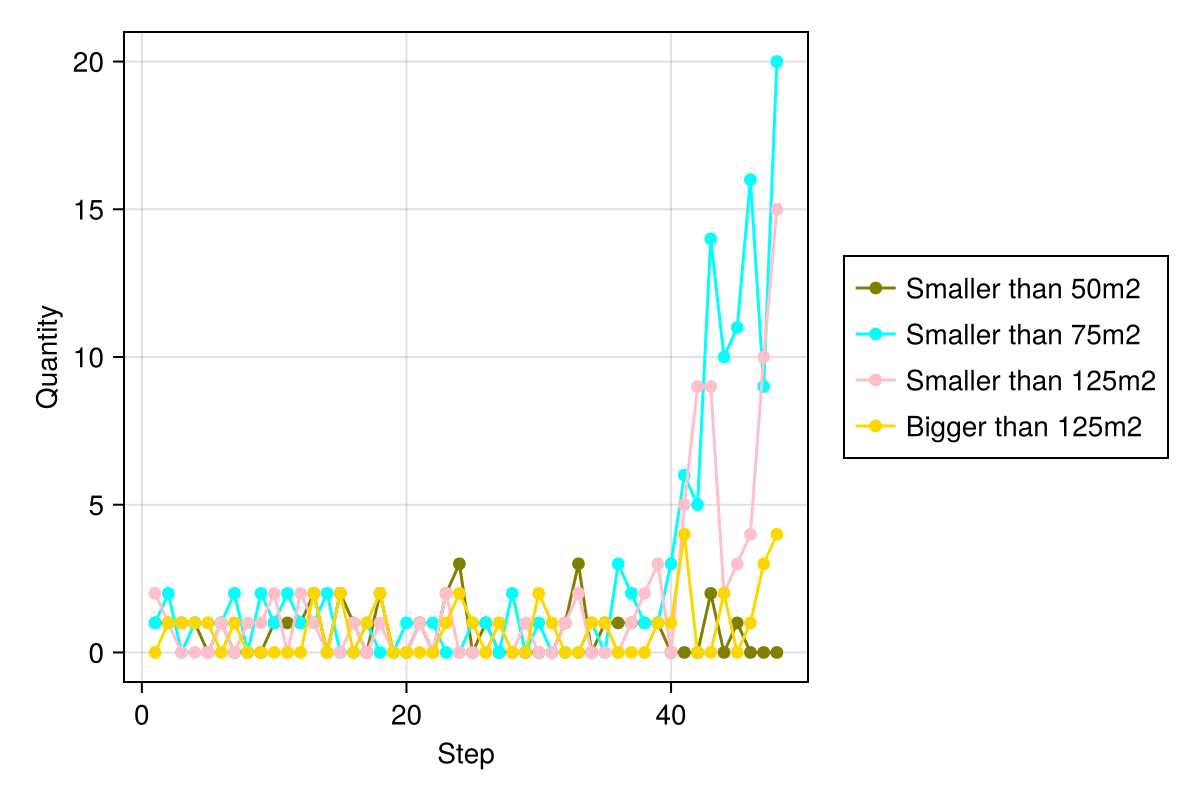 20
15
10
5
0
Quantity
0 20 40
Step
Smaller than 50m2
Smaller than 75m2
Smaller than 125m2
Bigger than 125m2